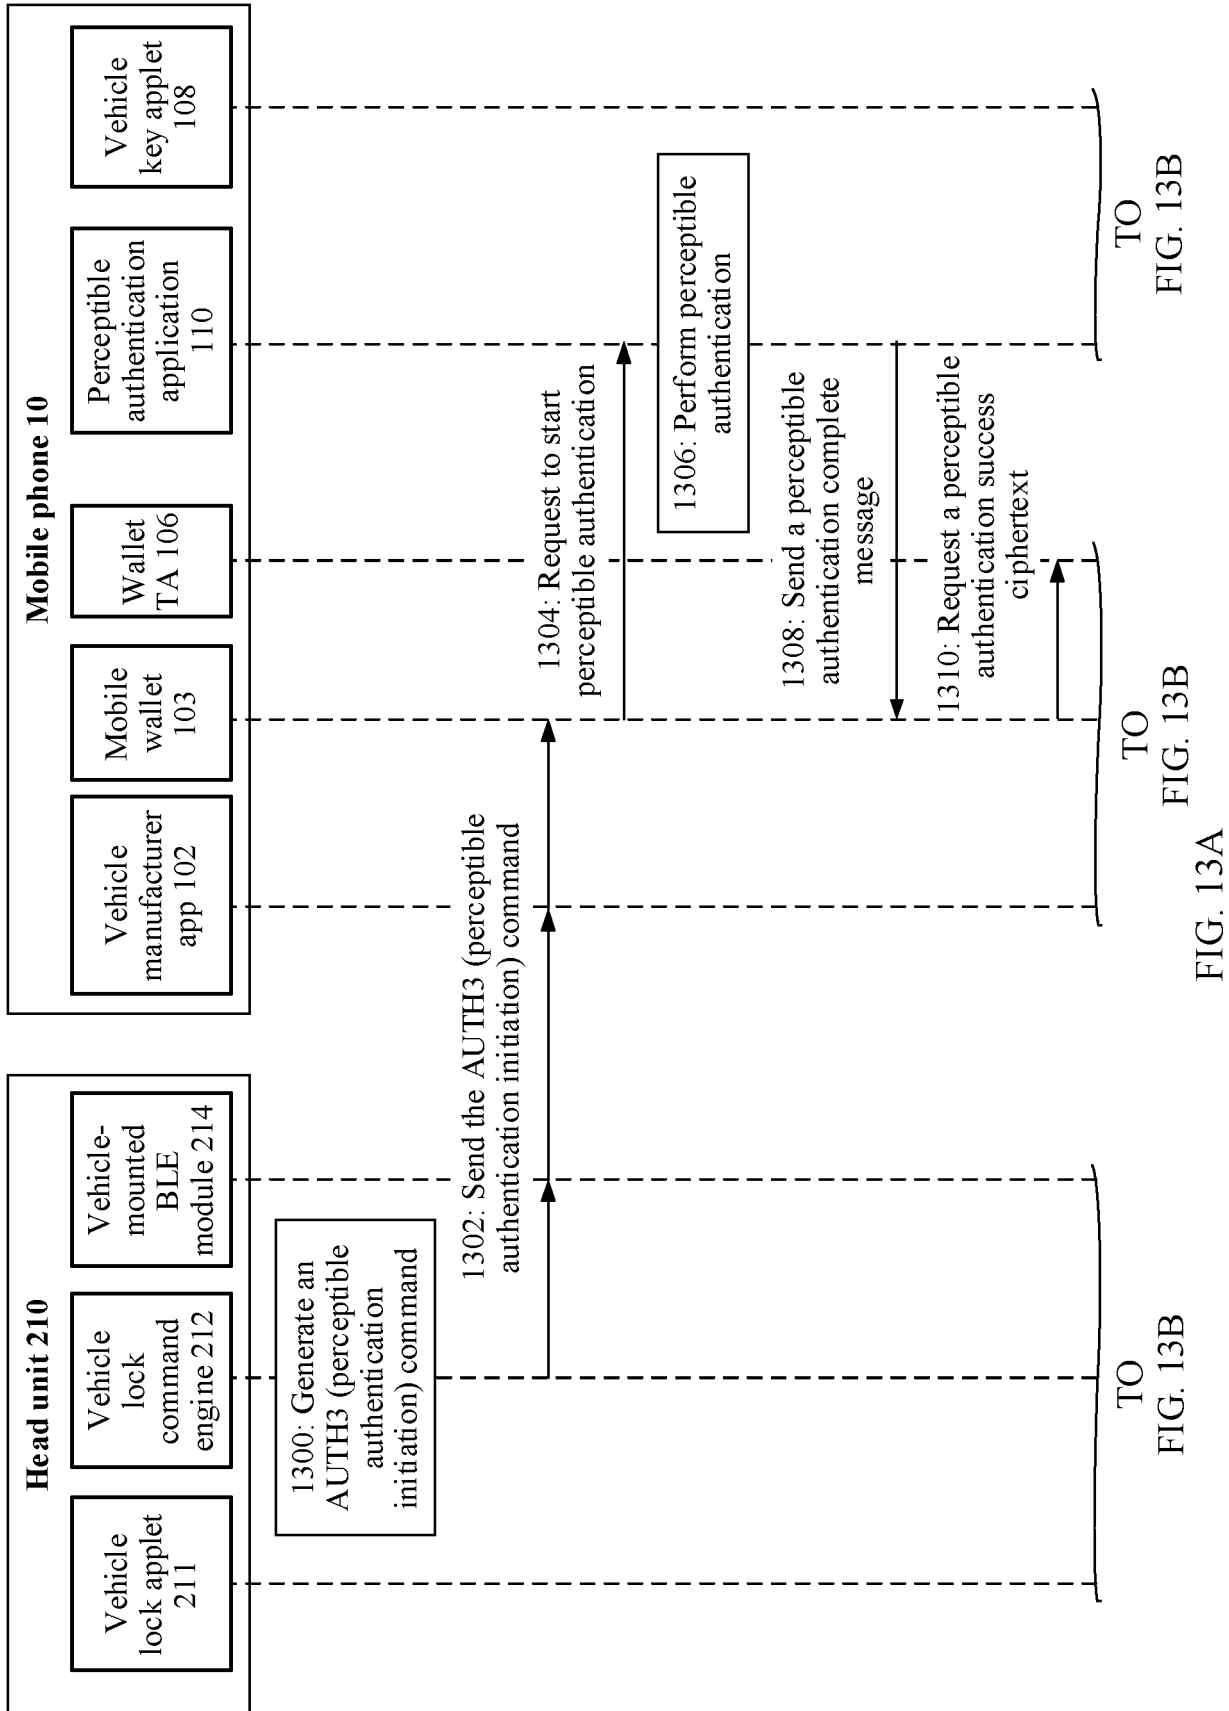 Head unit 210
Mobile phone 10
Vehicle
lock applet
211
Vehicle
lock
command
engine 212
Vehicle-
mounted
BLE
module 214
Vehicle
manufacturer
app 102
Mobile
wallet
103
Wallet
TA 106
Perceptible
authentication
application
110
Vehicle
key applet
108
1300: Generate an
AUTH3 (perceptible
authentication
initiation) command
1302: Send the AUTH3 (perceptible
authentication initiation) command
1304: Request to start
perceptible authentication
1306: Perform perceptible
authentication
1308: Send a perceptible
authentication complete
message
1310: Request a perceptible
authentication success
ciphertext
TO
FIG. 13B
TO
FIG. 13B
TO
FIG. 13B
FIG. 13A